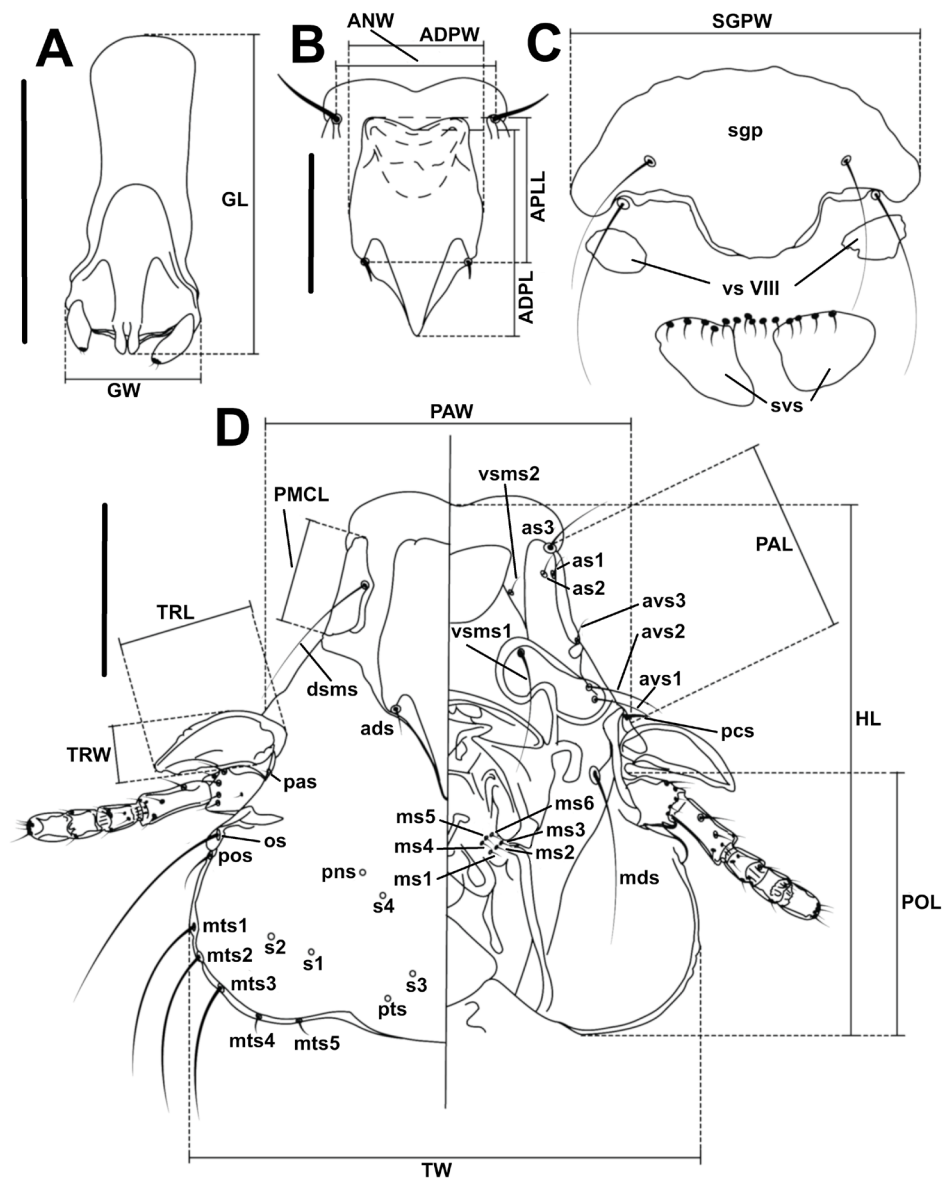 A
GL
GW
B
ANW
ADPW
APLL
ADPL
C
SGPW
sgp
vs VIII
svs
D
PAW
PMCL
vsms2
as3
as1
as2
PAL
TRL
avs3
avs2
vsms1
avs1
dsms
ads
pcs
HL
TRW
pas
ms5
ms6
ms3
ms4
ms2
ms1
os
pos
pns
s4
mds
POL
mts1
s2
s1
mts2
mts3
s3
pts
mts4
mts5
TW